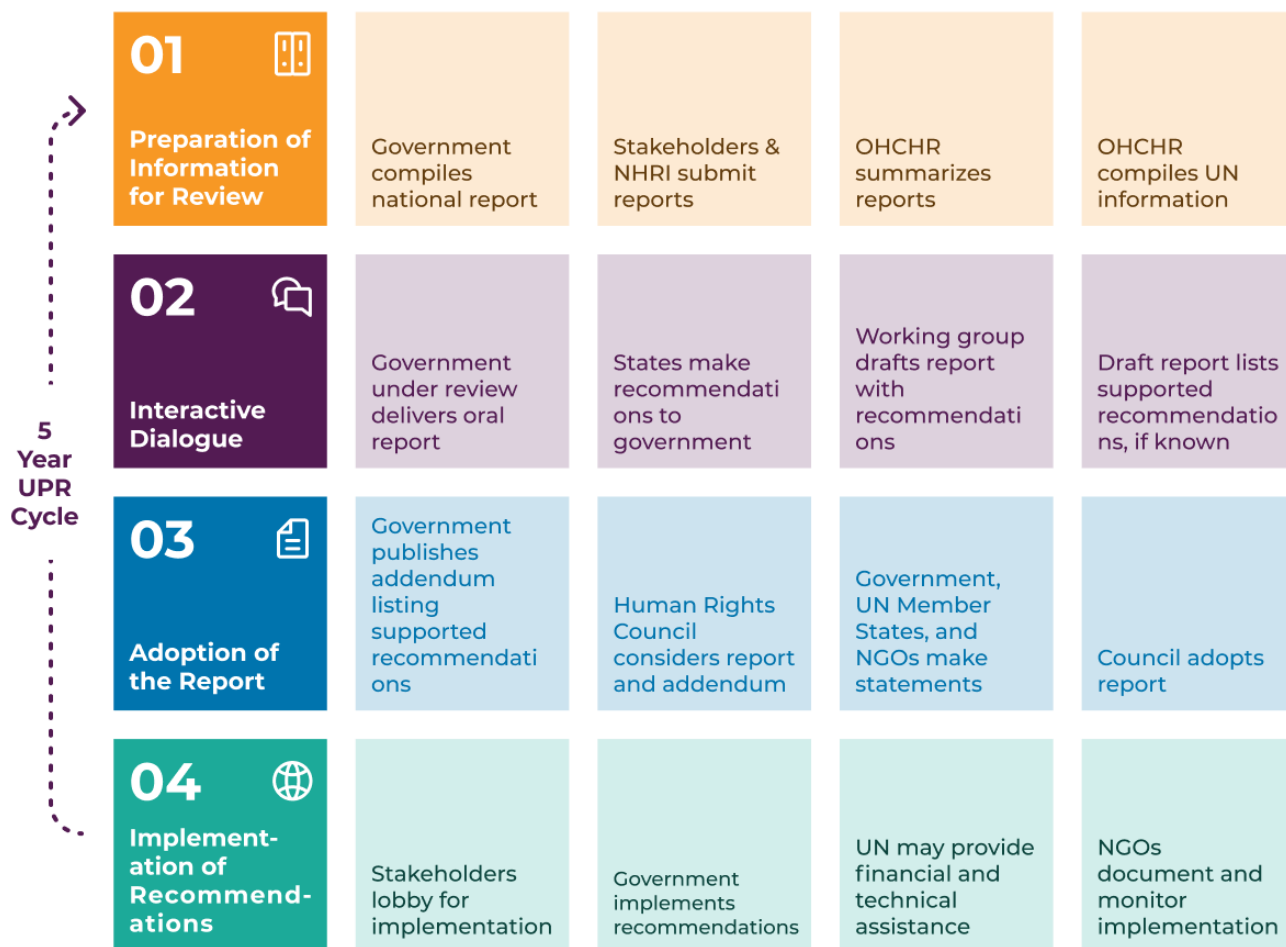 01
Preparation of
Information
for Review
Government
compiles
national report
Stakeholders &
NHRI submit
reports
OHCHR
summarizes
reports
OHCHR
compiles UN
information
02
Interactive
Dialogue
Government
under review
delivers oral
report
States make
recommendati
ons to
government
Working group
drafts report
with
recommendati
ons
Draft report lists
supported
recommendatio
ns, if known
5
Year
UPR
Cycle
03
Adoption of
the Report
Government
publishes
addendum
listing
supported
recommendati
ons
Human Rights
Council
considers report
and addendum
Government,
UN Member
States, and
NGOs make
statements
Council adopts
report
04
Implement-
ation of
Recommend-
ations
Stakeholders
lobby for
implementation
Government
implements
recommendations
UN may provide
financial and
technical
assistance
NGOs
document and
monitor
implementation